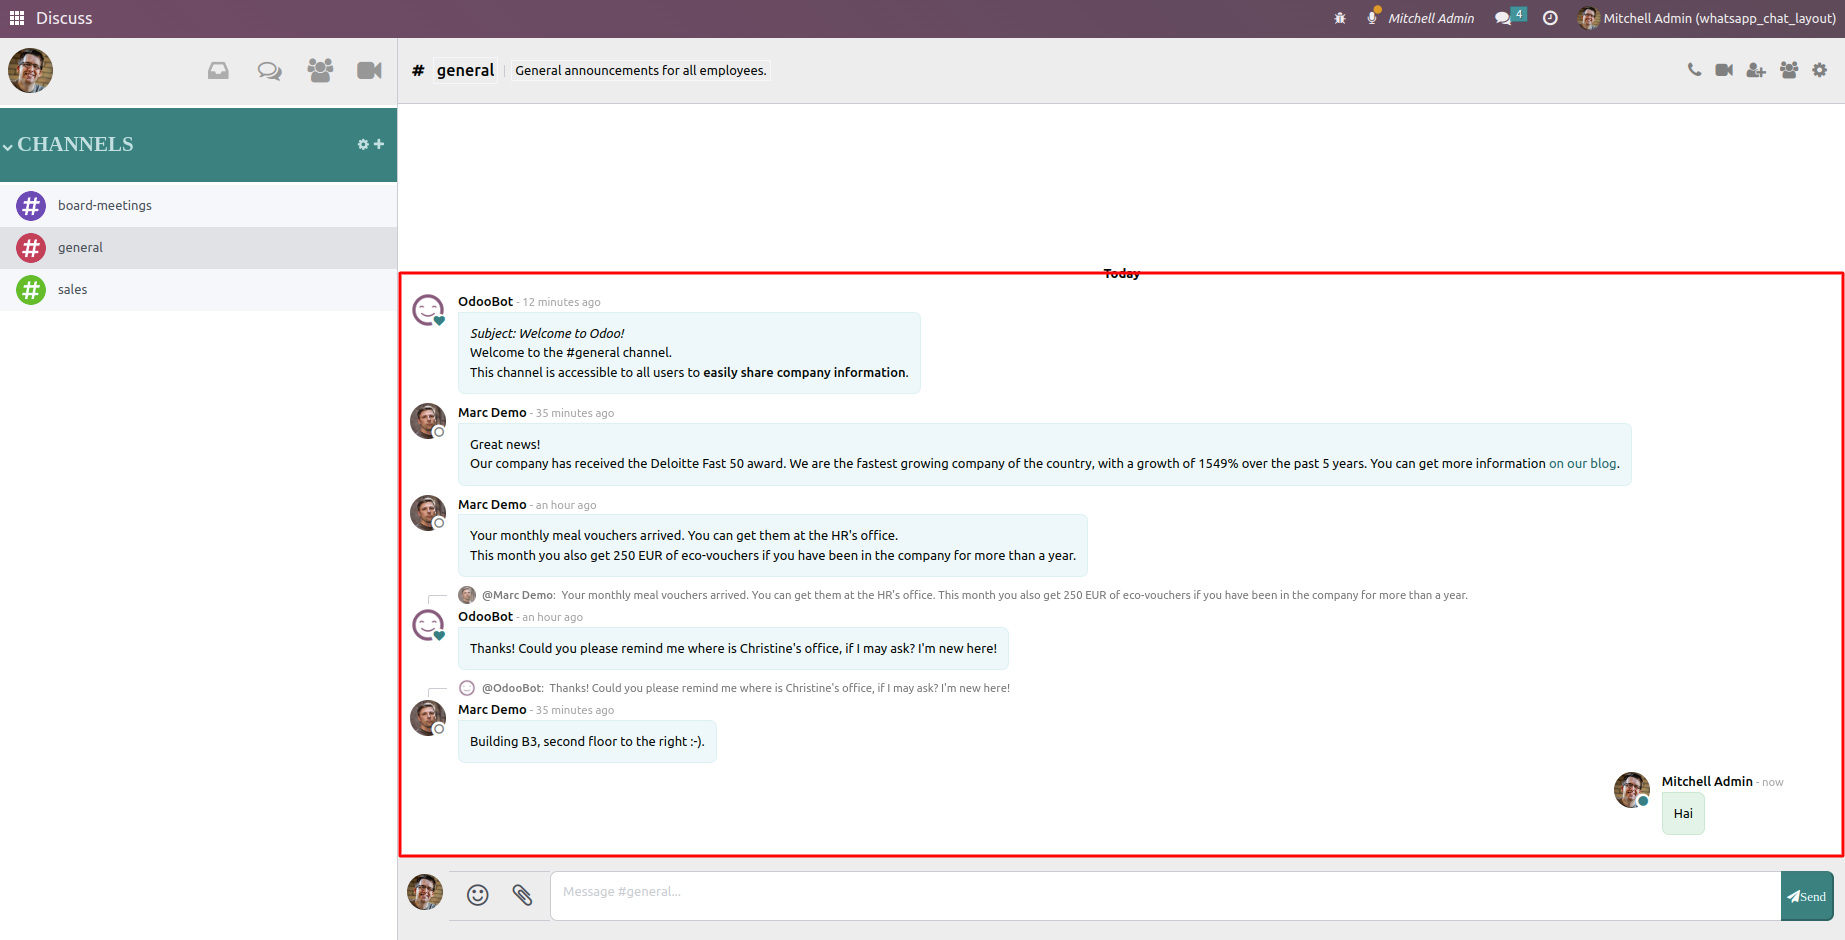 Discuss
Mitchell Admin
4
Mitchell Admin (whatsapp_chat_layout)
# general
General announcements for all employees.
CHANNELS
# board-meetings
# general
# sales
Today
OdooBot - 12 minutes ago
Subject: Welcome to Odoo!
Welcome to the #general channel.
This channel is accessible to all users to easily share company information.
Marc Demo - 35 minutes ago
Great news!
Our company has received the Deloitte Fast 50 award. We are the fastest growing company of the country, with a growth of 1549% over the past 5 years. You can get more information on our blog.
Marc Demo - an hour ago
Your monthly meal vouchers arrived. You can get them at the HR's office.
This month you also get 250 EUR of eco-vouchers if you have been in the company for more than a year.
@Marc Demo: Your monthly meal vouchers arrived. You can get them at the HR's office. This month you also get 250 EUR of eco-vouchers if you have been in the company for more than a year.
OdooBot - an hour ago
Thanks! Could you please remind me where is Christine's office, if I may ask? I'm new here!
@OdooBot: Thanks! Could you please remind me where is Christine's office, if I may ask? I'm new here!
Marc Demo - 35 minutes ago
Building B3, second floor to the right :-).
Mitchell Admin - now
Hai
Message #general...
Send